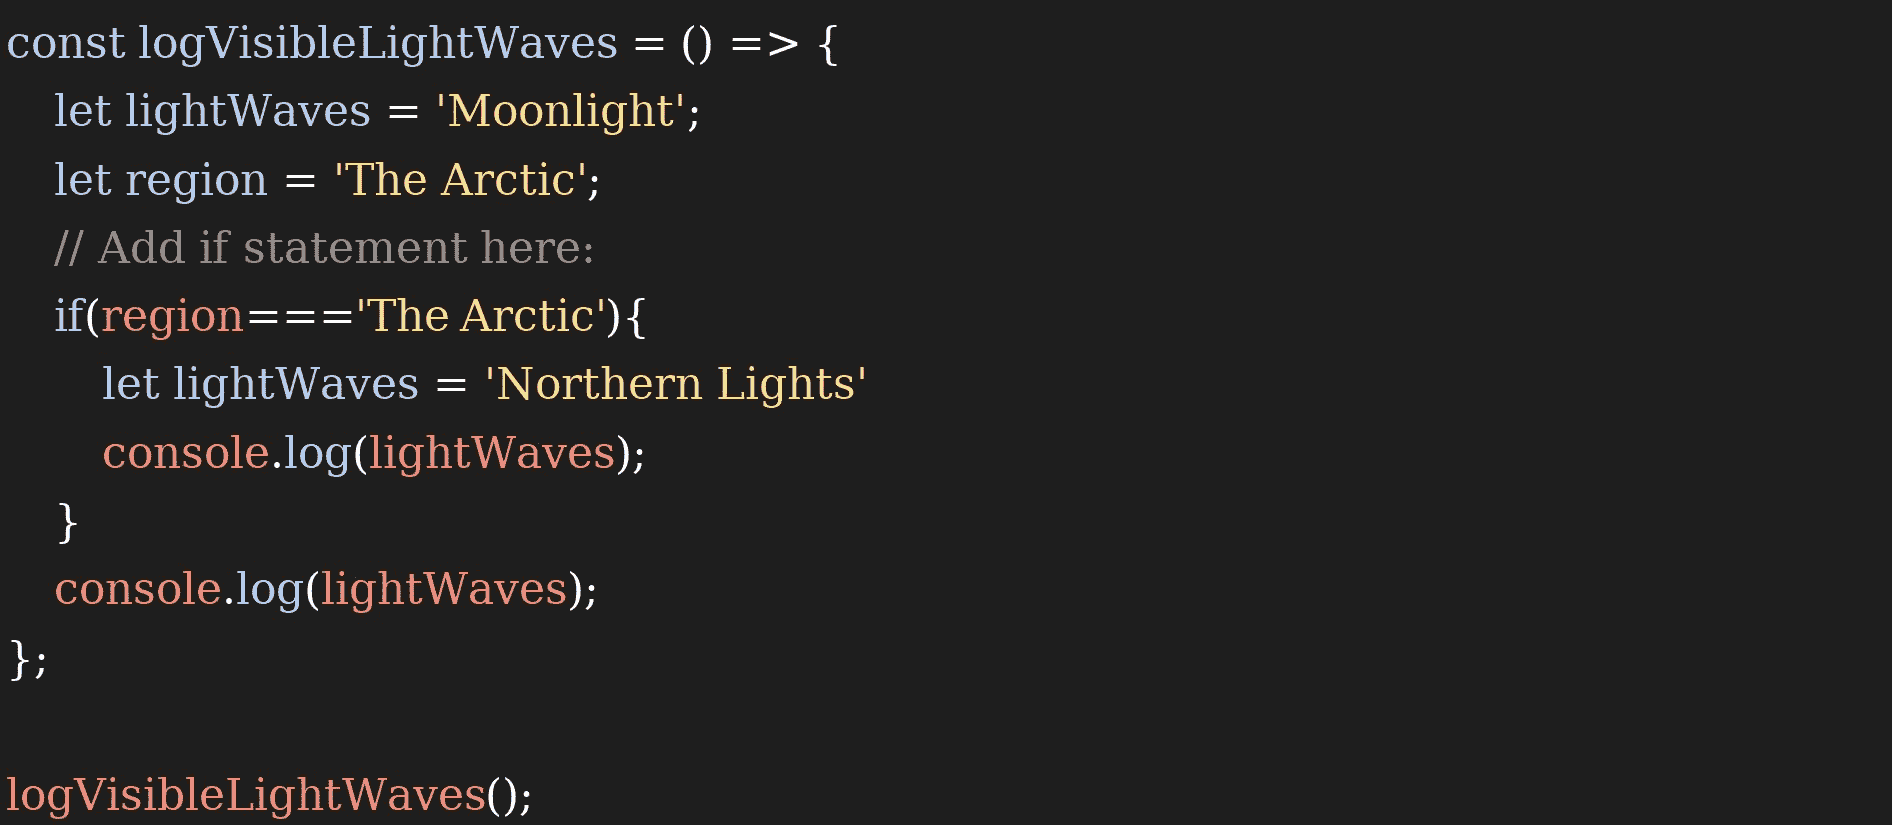 const logVisibleLightWaves = () => {
    let lightWaves = 'Moonlight';
    let region = 'The Arctic';
    // Add if statement here:
    if(region==='The Arctic'){
        let lightWaves = 'Northern Lights'
        console.log(lightWaves);
    }
    console.log(lightWaves);
};

logVisibleLightWaves();